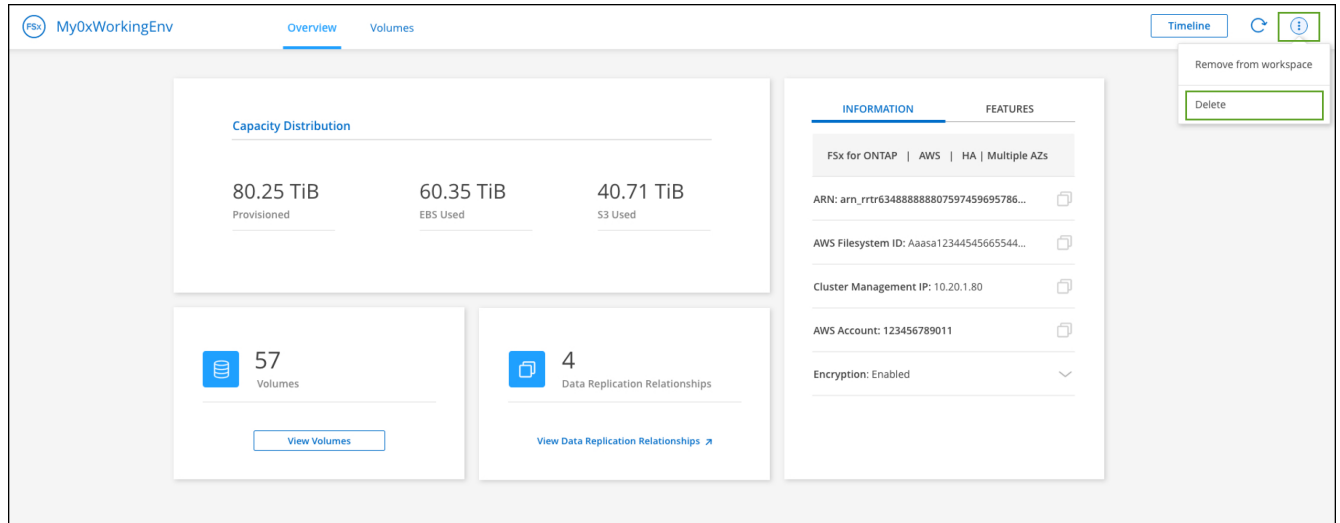 FSx My0xWorkingEnv Overview Volumes Timeline
Remove from workspace
Delete
Capacity Distribution
80.25 TiB 60.35 TiB 40.71 TiB
Provisioned EBS Used S3 Used
57
Volumes
View Volumes
4
Data Replication Relationships
View Data Replication Relationships
INFORMATION FEATURES
FSx for ONTAP | AWS | HA | Multiple AZs
ARN: arn_rrtr634888888807597459695786...
AWS Filesystem ID: Aaasa12344545665544...
Cluster Management IP: 10.20.1.80
AWS Account: 123456789011
Encryption: Enabled